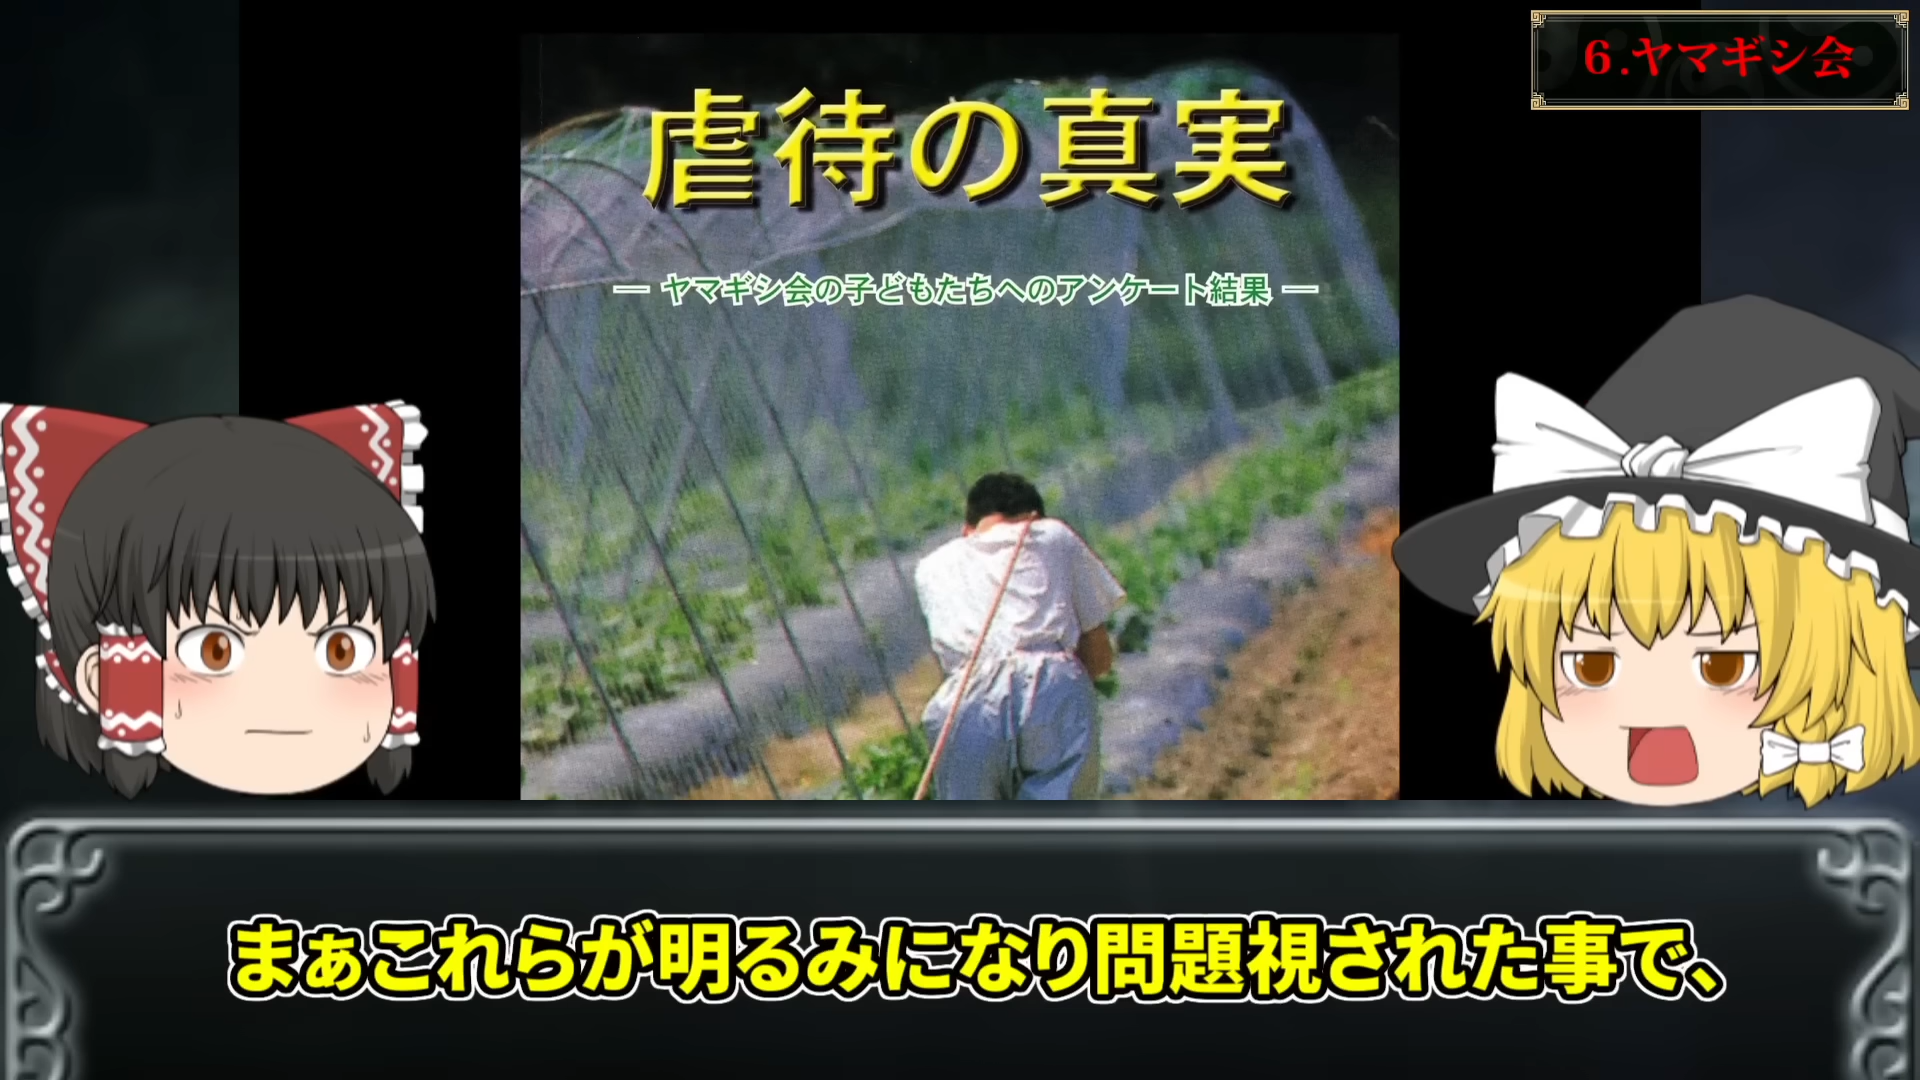 6.ヤマギシ会
虐待の真実
― ヤマギシ会の子どもたちへのアンケート結果 ―
まぁこれらが明るみになり問題視された事で、